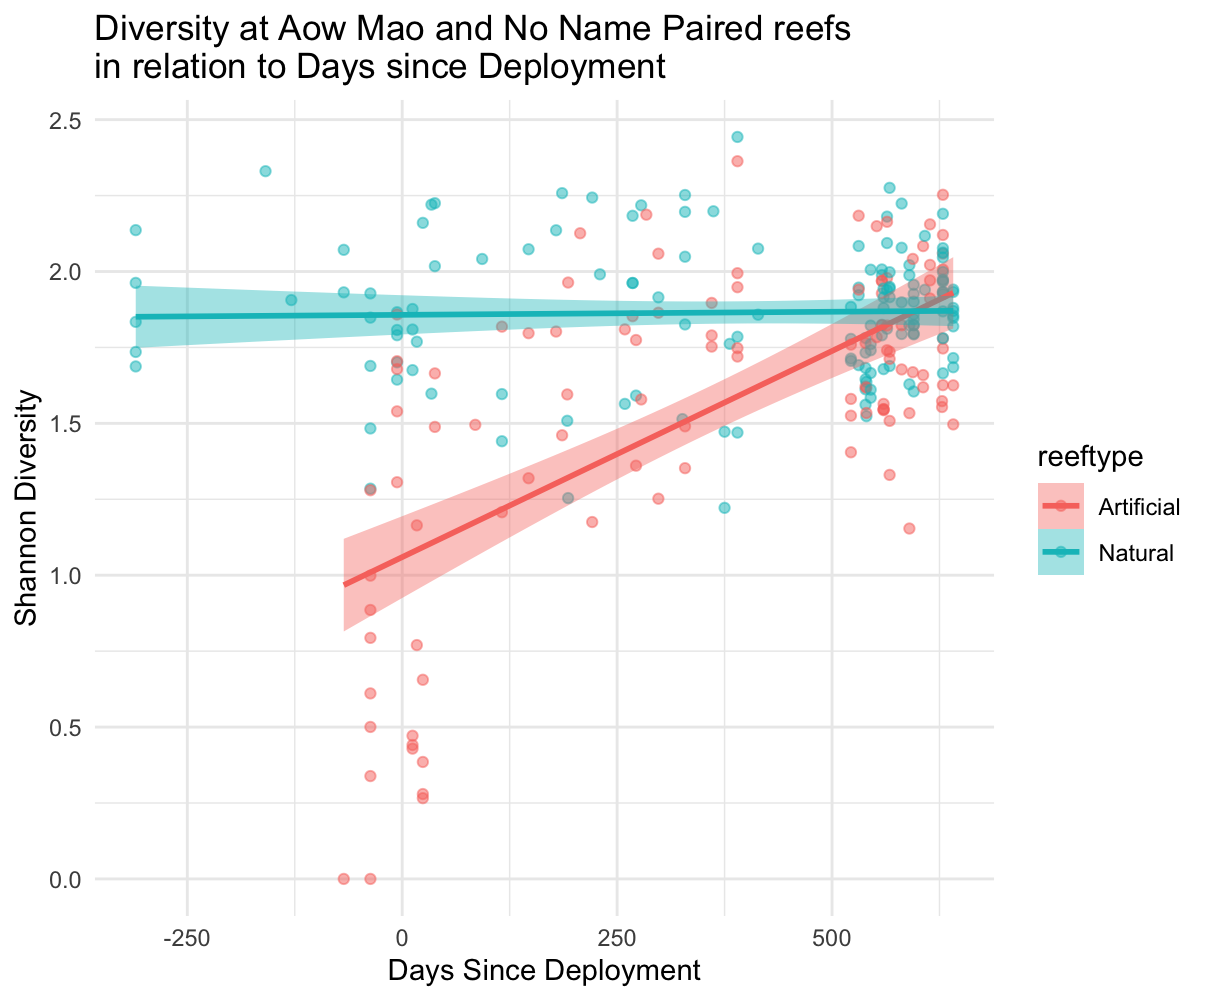 Diversity at Aow Mao and No Name Paired reefs
in relation to Days since Deployment
2.5
2.0
1.5
1.0
0.5
0.0
Shannon Diversity
-250
0
250
500
Days Since Deployment
reeftype
Artificial
Natural